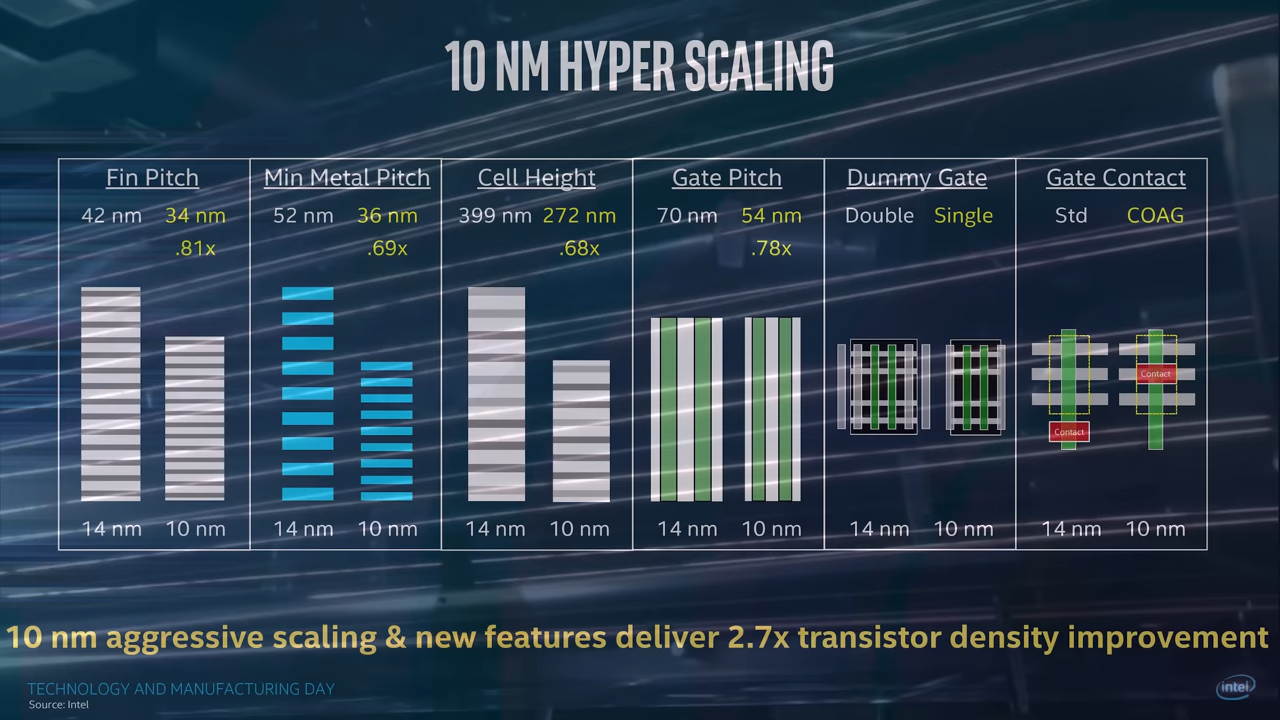 10 NM HYPER SCALING
Fin Pitch Min Metal Pitch Cell Height Gate Pitch Dummy Gate Gate Contact
42 nm 34 nm 52 nm 36 nm 399 nm 272 nm 70 nm 54 nm Double Single Std COAG
.81x .69x .68x .78x
Contact
Contact
14 nm 10 nm 14 nm 10 nm 14 nm 10 nm 14 nm 10 nm 14 nm 10 nm 14 nm 10 nm
10 nm aggressive scaling & new features deliver 2.7x transistor density improvement
TECHNOLOGY AND MANUFACTURING DAY
intel
Source: Intel